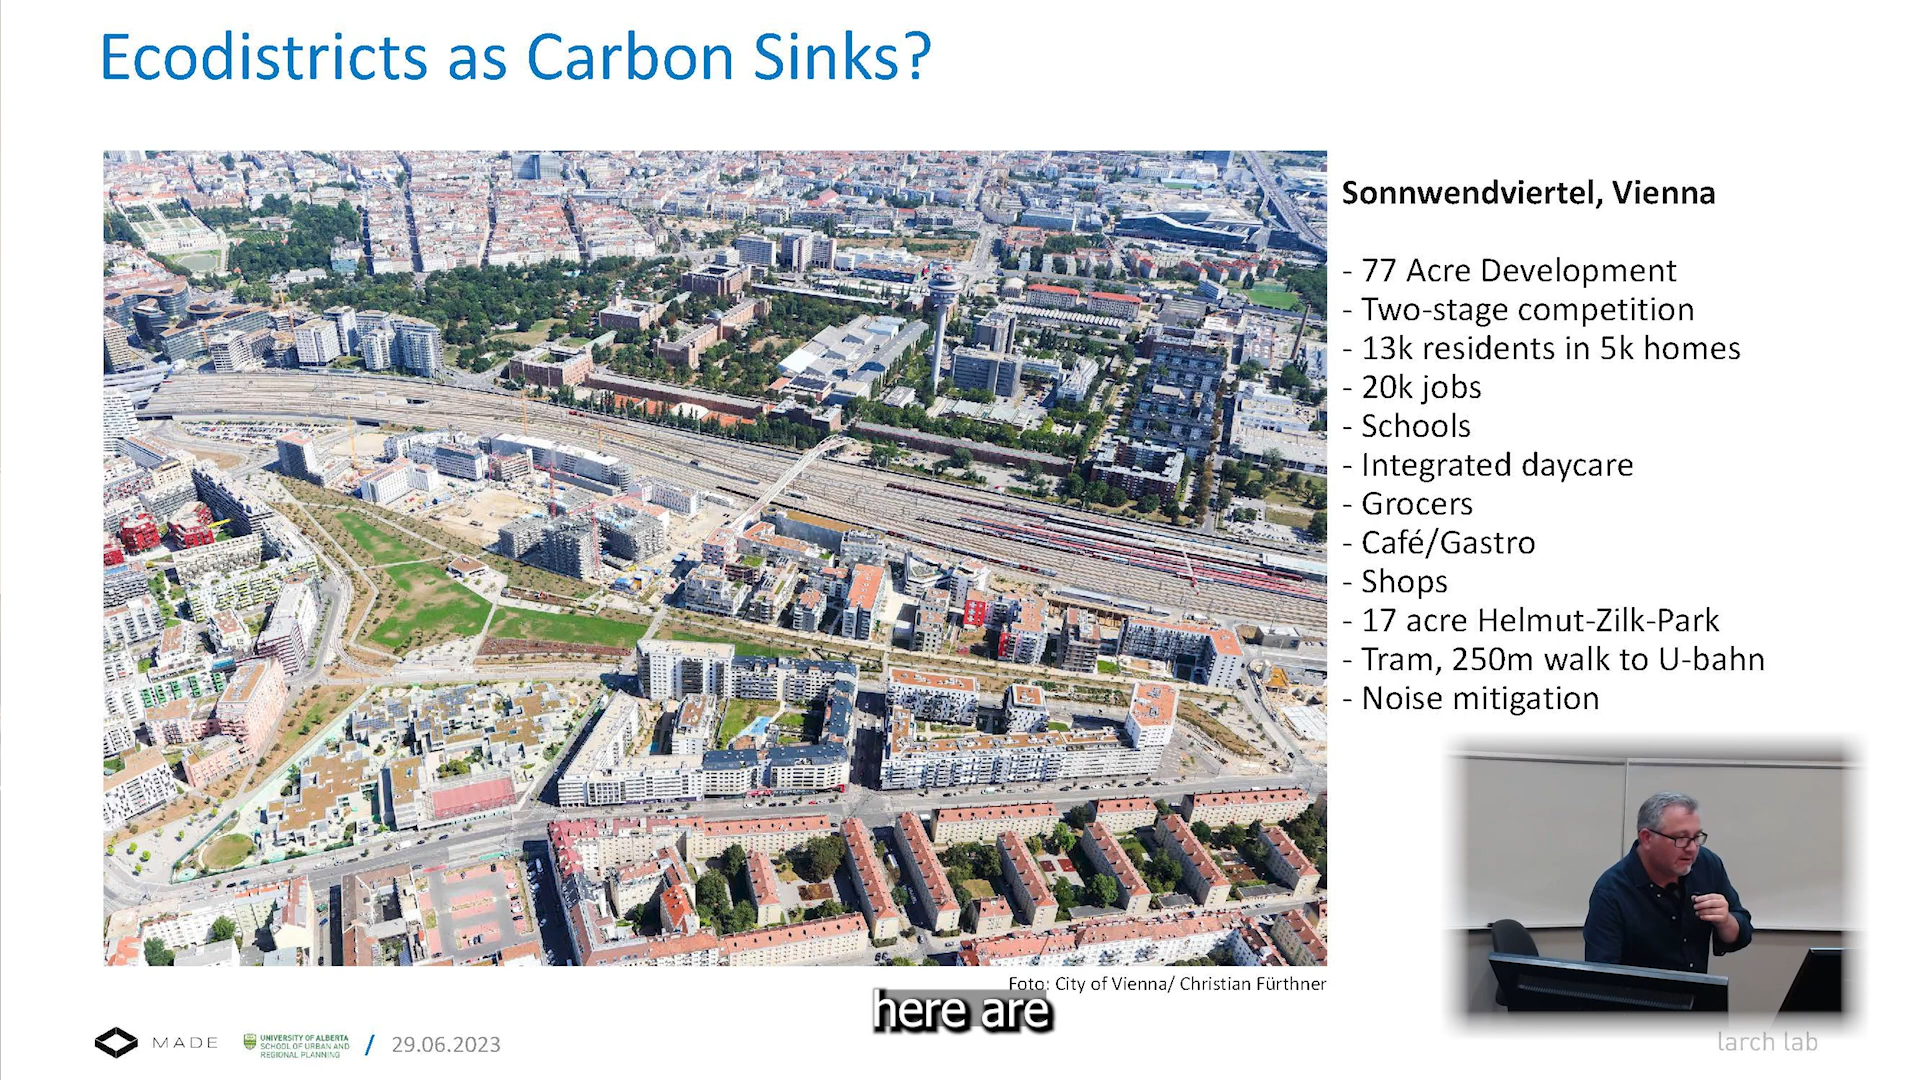 Ecodistricts as Carbon Sinks?
Sonnwendviertel, Vienna
- 77 Acre Development
- Two-stage competition
- 13k residents in 5k homes
- 20k jobs
- Schools
- Integrated daycare
- Grocers
- Café/Gastro
- Shops
- 17 acre Helmut-Zilk-Park
- Tram, 250m walk to U-bahn
- Noise mitigation
Foto: City of Vienna/ Christian Fürthner
here are
MADE
UNIVERSITY OF ALBERTA
SCHOOL OF URBAN AND
REGIONAL PLANNING
/ 29.06.2023
larch lab